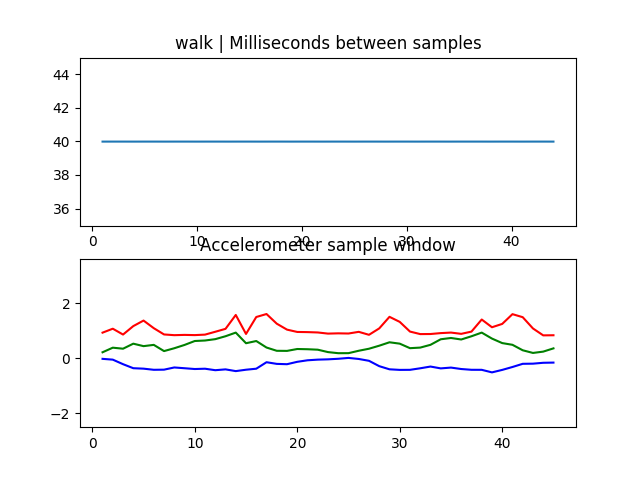 walk | Milliseconds between samples
44
42
40
38
36
0 10 20 30 40
Accelerometer sample window
2
0
−2
0 10 20 30 40